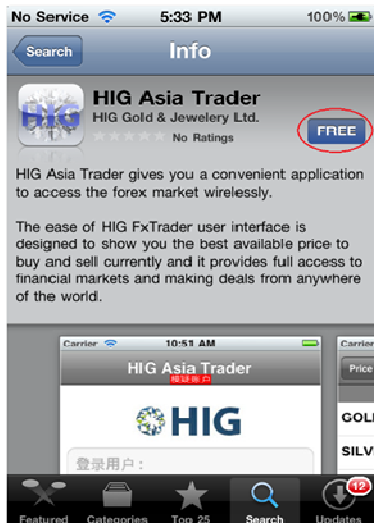 No Service 5:33 PM 100%
Search Info
HIG
HIG Asia Trader
HIG Gold & Jewelery Ltd.
No Ratings
FREE
HIG Asia Trader gives you a convenient application
to access the forex market wirelessly.
The ease of HIG FxTrader user interface is
designed to show you the best available price to
buy and sell currently and it provides full access to
financial markets and making deals from anywhere
of the world.
Carrier 10:51 AM
Carrier
HIG Asia Trader
Price
HIG
GOL
SILV
登录用户:
12
Featured Categories Top 25 Search Updates